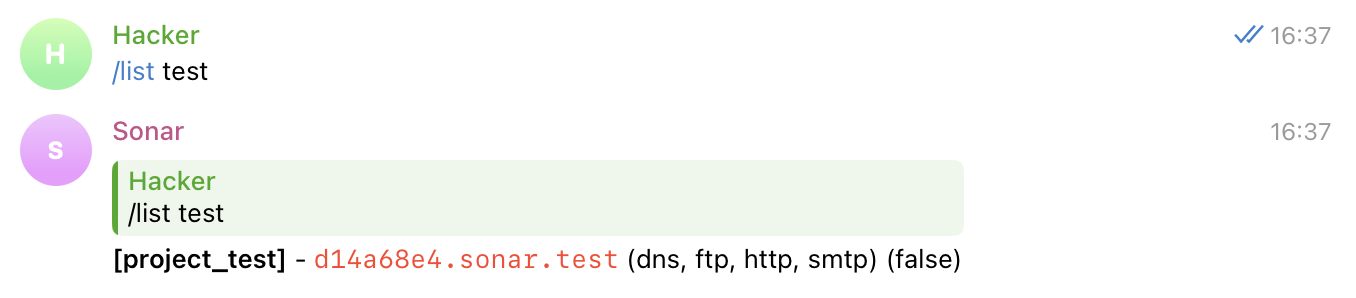 H
Hacker
16:37
/list test
S
Sonar
16:37
Hacker
/list test
[project_test] - d14a68e4.sonar.test (dns, ftp, http, smtp) (false)